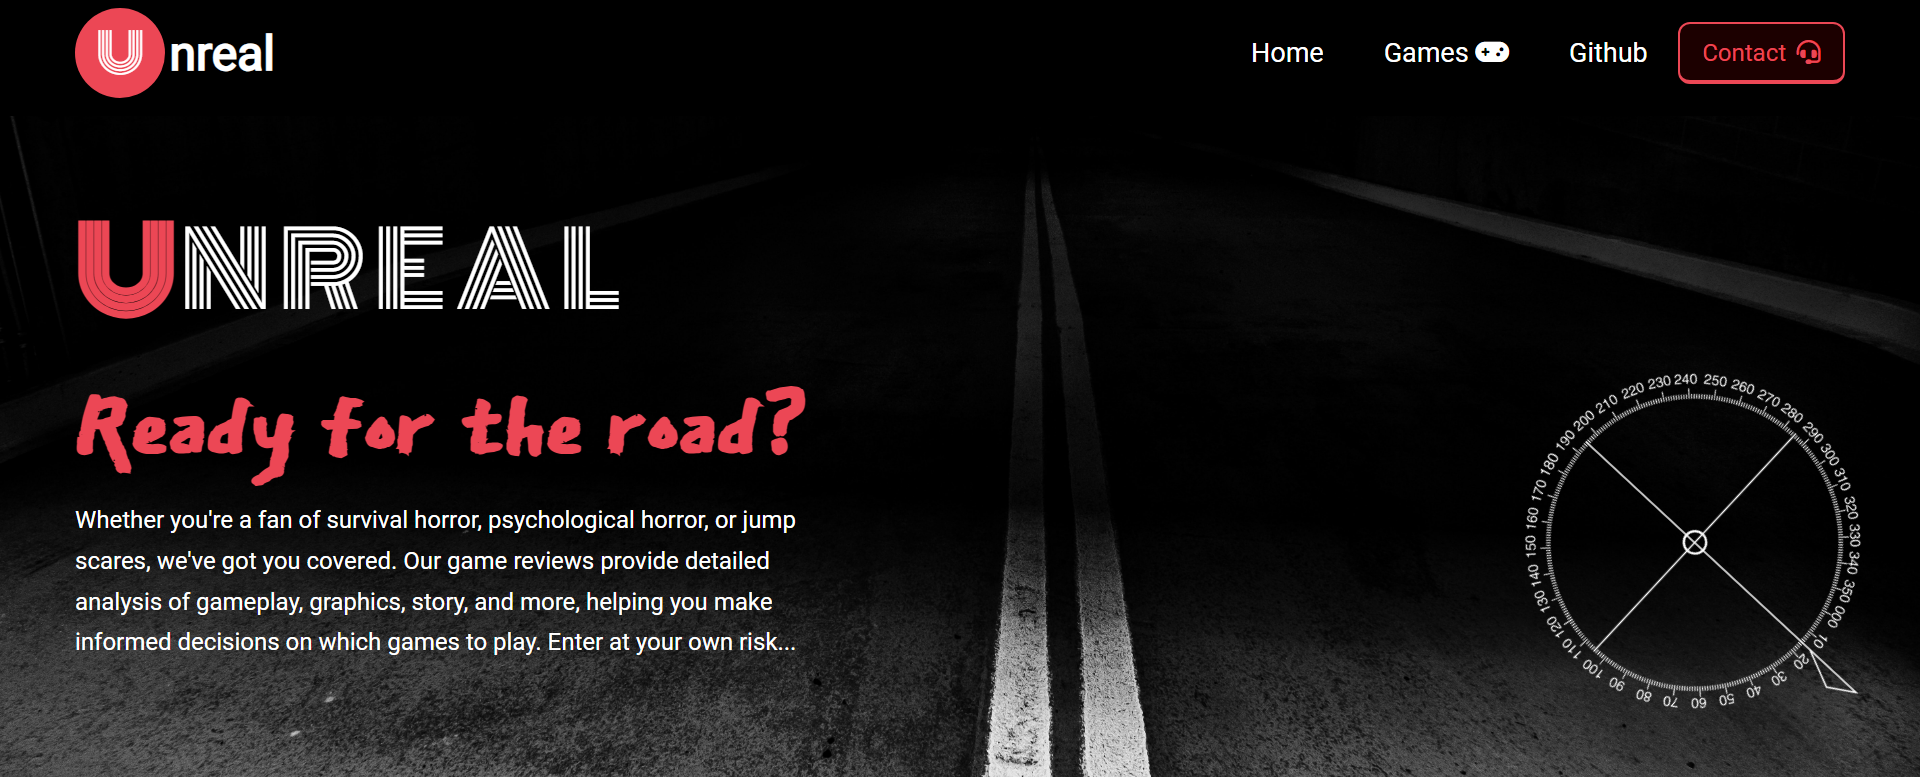 Unreal
Home
Games
Github
Contact
UNREAL
Ready for the road?
Whether you're a fan of survival horror, psychological horror, or jump
scares, we've got you covered. Our game reviews provide detailed
analysis of gameplay, graphics, story, and more, helping you make
informed decisions on which games to play. Enter at your own risk...
240 250 260 270 280 290 300 310 320 330 340 350 000 10 20 30 40 50 60 70 80 90 100 110 120 130 140 150 160 170 180 190 200 210 220 230